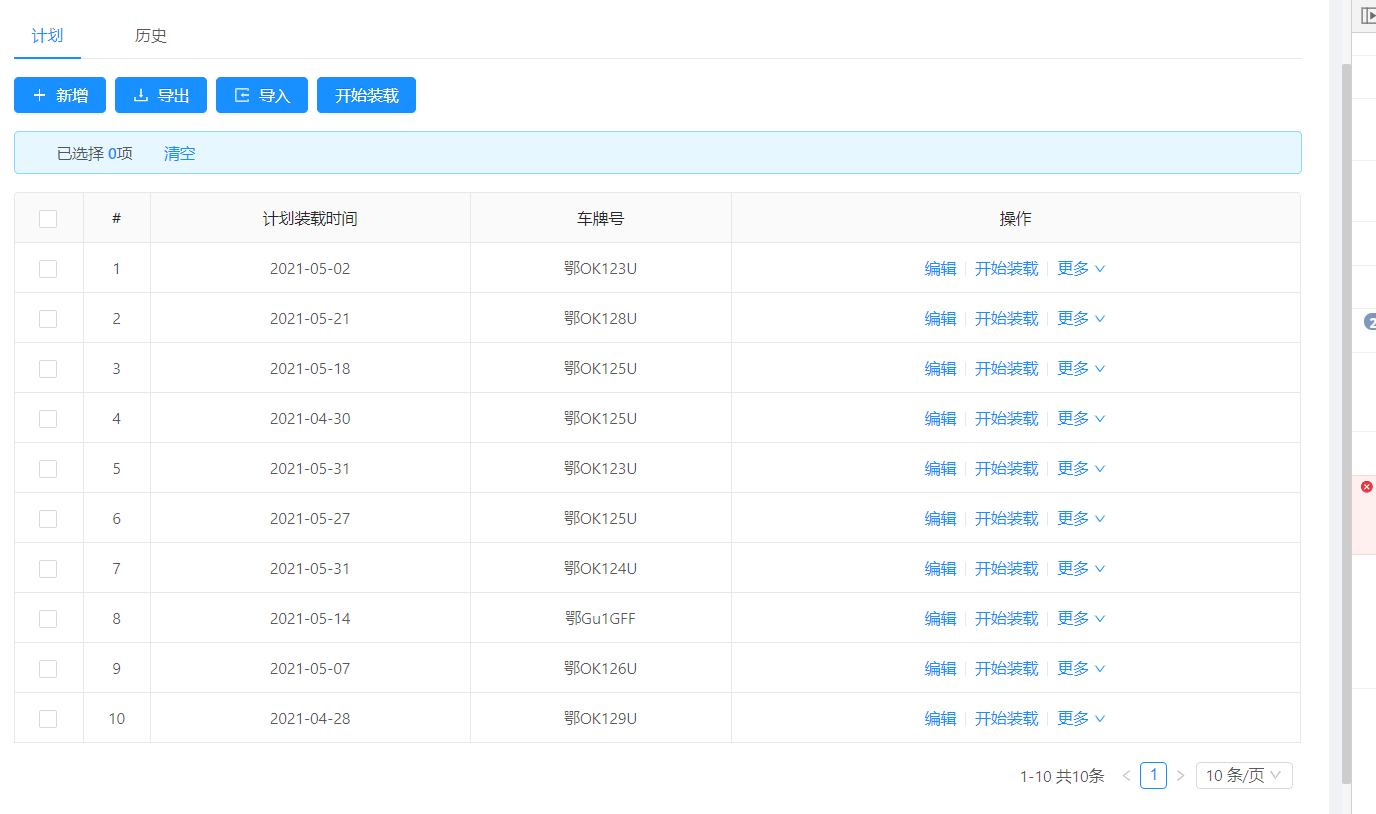 计划 历史
新增 导出 导入 开始装载
已选择 0项 清空
# 计划装载时间 车牌号 操作
1 2021-05-02 鄂OK123U 编辑 开始装载 更多
2 2021-05-21 鄂OK128U 编辑 开始装载 更多
3 2021-05-18 鄂OK125U 编辑 开始装载 更多
4 2021-04-30 鄂OK125U 编辑 开始装载 更多
5 2021-05-31 鄂OK123U 编辑 开始装载 更多
6 2021-05-27 鄂OK125U 编辑 开始装载 更多
7 2021-05-31 鄂OK124U 编辑 开始装载 更多
8 2021-05-14 鄂Gu1GFF 编辑 开始装载 更多
9 2021-05-07 鄂OK126U 编辑 开始装载 更多
10 2021-04-28 鄂OK129U 编辑 开始装载 更多
1-10 共10条 < 1 > 10 条/页